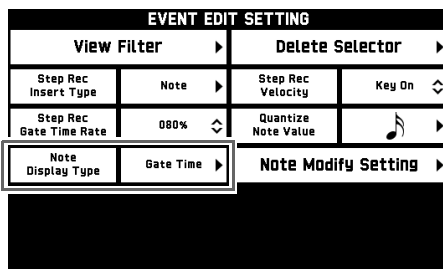 EVENT EDIT SETTING
View Filter
Delete Selector
Step Rec
Insert Type
Note
Step Rec
Velocity
Key On
Step Rec
Gate Time Rate
080%
Quantize
Note Value
Note
Display Type
Gate Time
Note Modify Setting